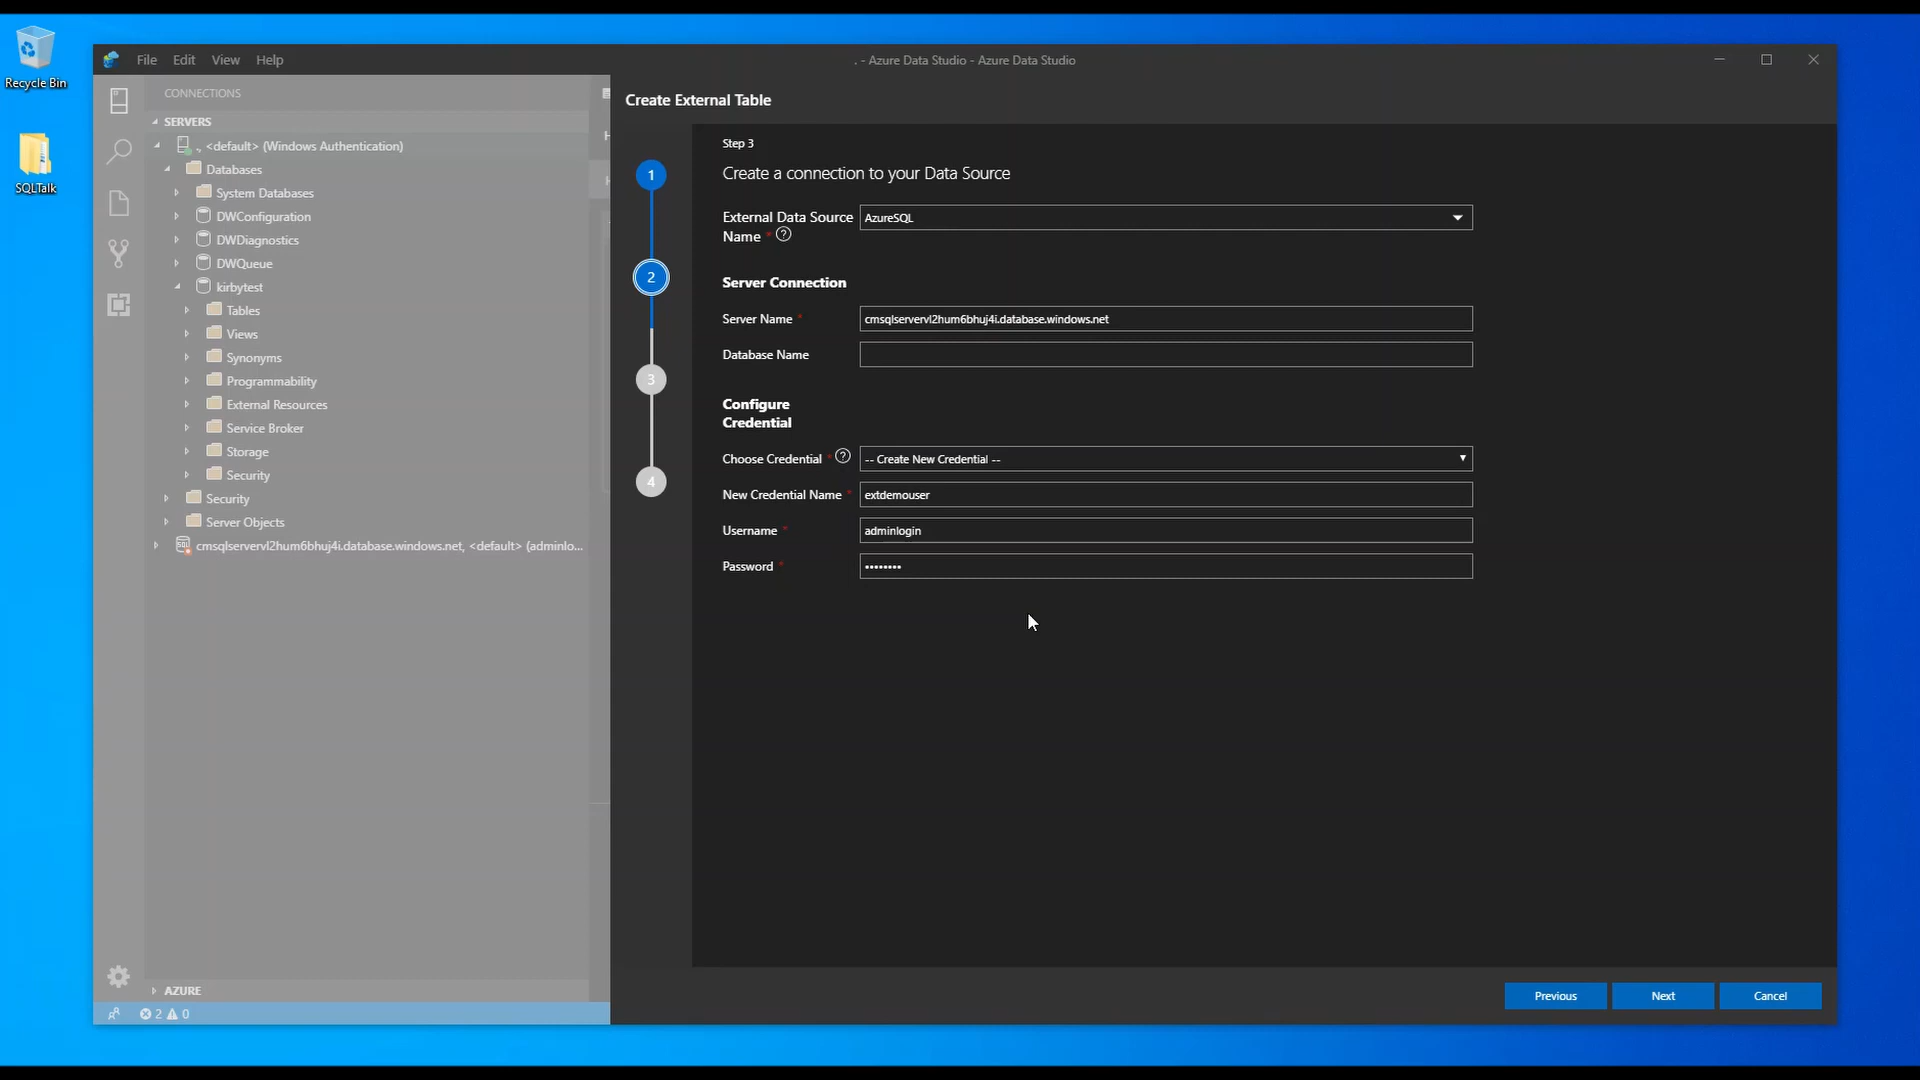 Recycle Bin
SQLTalk
File Edit View Help
. - Azure Data Studio - Azure Data Studio
CONNECTIONS
SERVERS
., <default> (Windows Authentication)
Databases
System Databases
DWConfiguration
DWDiagnostics
DWQueue
kirbytest
Tables
Views
Synonyms
Programmability
External Resources
Service Broker
Storage
Security
Security
Server Objects
cmsqlservervl2hum6bhuj4i.database.windows.net, <default> (adminlo...
AZURE
2 0
Create External Table
1
2
3
4
Step 3
Create a connection to your Data Source
External Data Source
Name * ?
AzureSQL
Server Connection
Server Name * cmsqlservervl2hum6bhuj4i.database.windows.net
Database Name
Configure
Credential
Choose Credential * ? -- Create New Credential --
New Credential Name * extdemouser
Username * adminlogin
Password * ••••••••
Previous Next Cancel